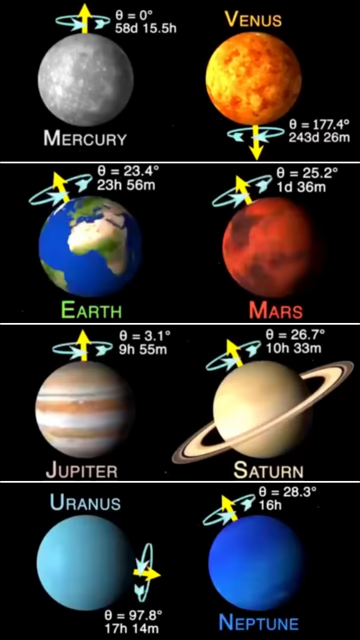 θ = 0°
58d 15.5h
MERCURY
VENUS
θ = 177.4°
243d 26m
θ = 23.4°
23h 56m
EARTH
θ = 25.2°
1d 36m
MARS
θ = 3.1°
9h 55m
JUPITER
θ = 26.7°
10h 33m
SATURN
URANUS
θ = 97.8°
17h 14m
θ = 28.3°
16h
NEPTUNE